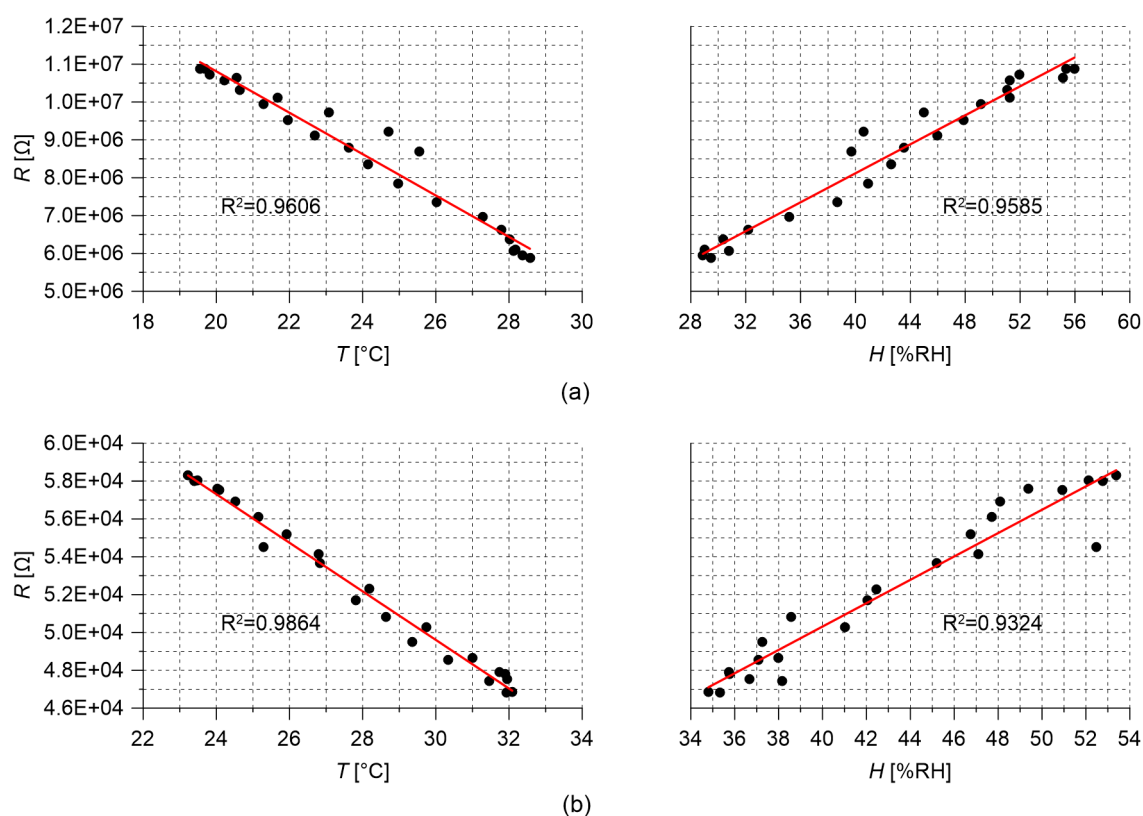 1.2E+07
1.1E+07
1.0E+07
9.0E+06
8.0E+06
7.0E+06
6.0E+06
5.0E+06
R [Ω]
R²=0.9606
18 20 22 24 26 28 30
T [°C]
R²=0.9585
28 32 36 40 44 48 52 56 60
H [%RH]
(a)
6.0E+04
5.8E+04
5.6E+04
5.4E+04
5.2E+04
5.0E+04
4.8E+04
4.6E+04
R [Ω]
R²=0.9864
22 24 26 28 30 32 34
T [°C]
R²=0.9324
34 36 38 40 42 44 46 48 50 52 54
H [%RH]
(b)